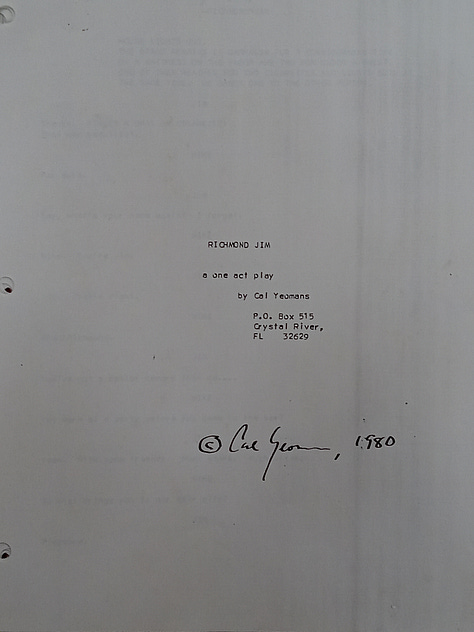 RICHMOND JIM
a one act play
by Cal Yeomans
P.O. Box 515
Crystal River,
FL 32629
© Cal Yeomans, 1980